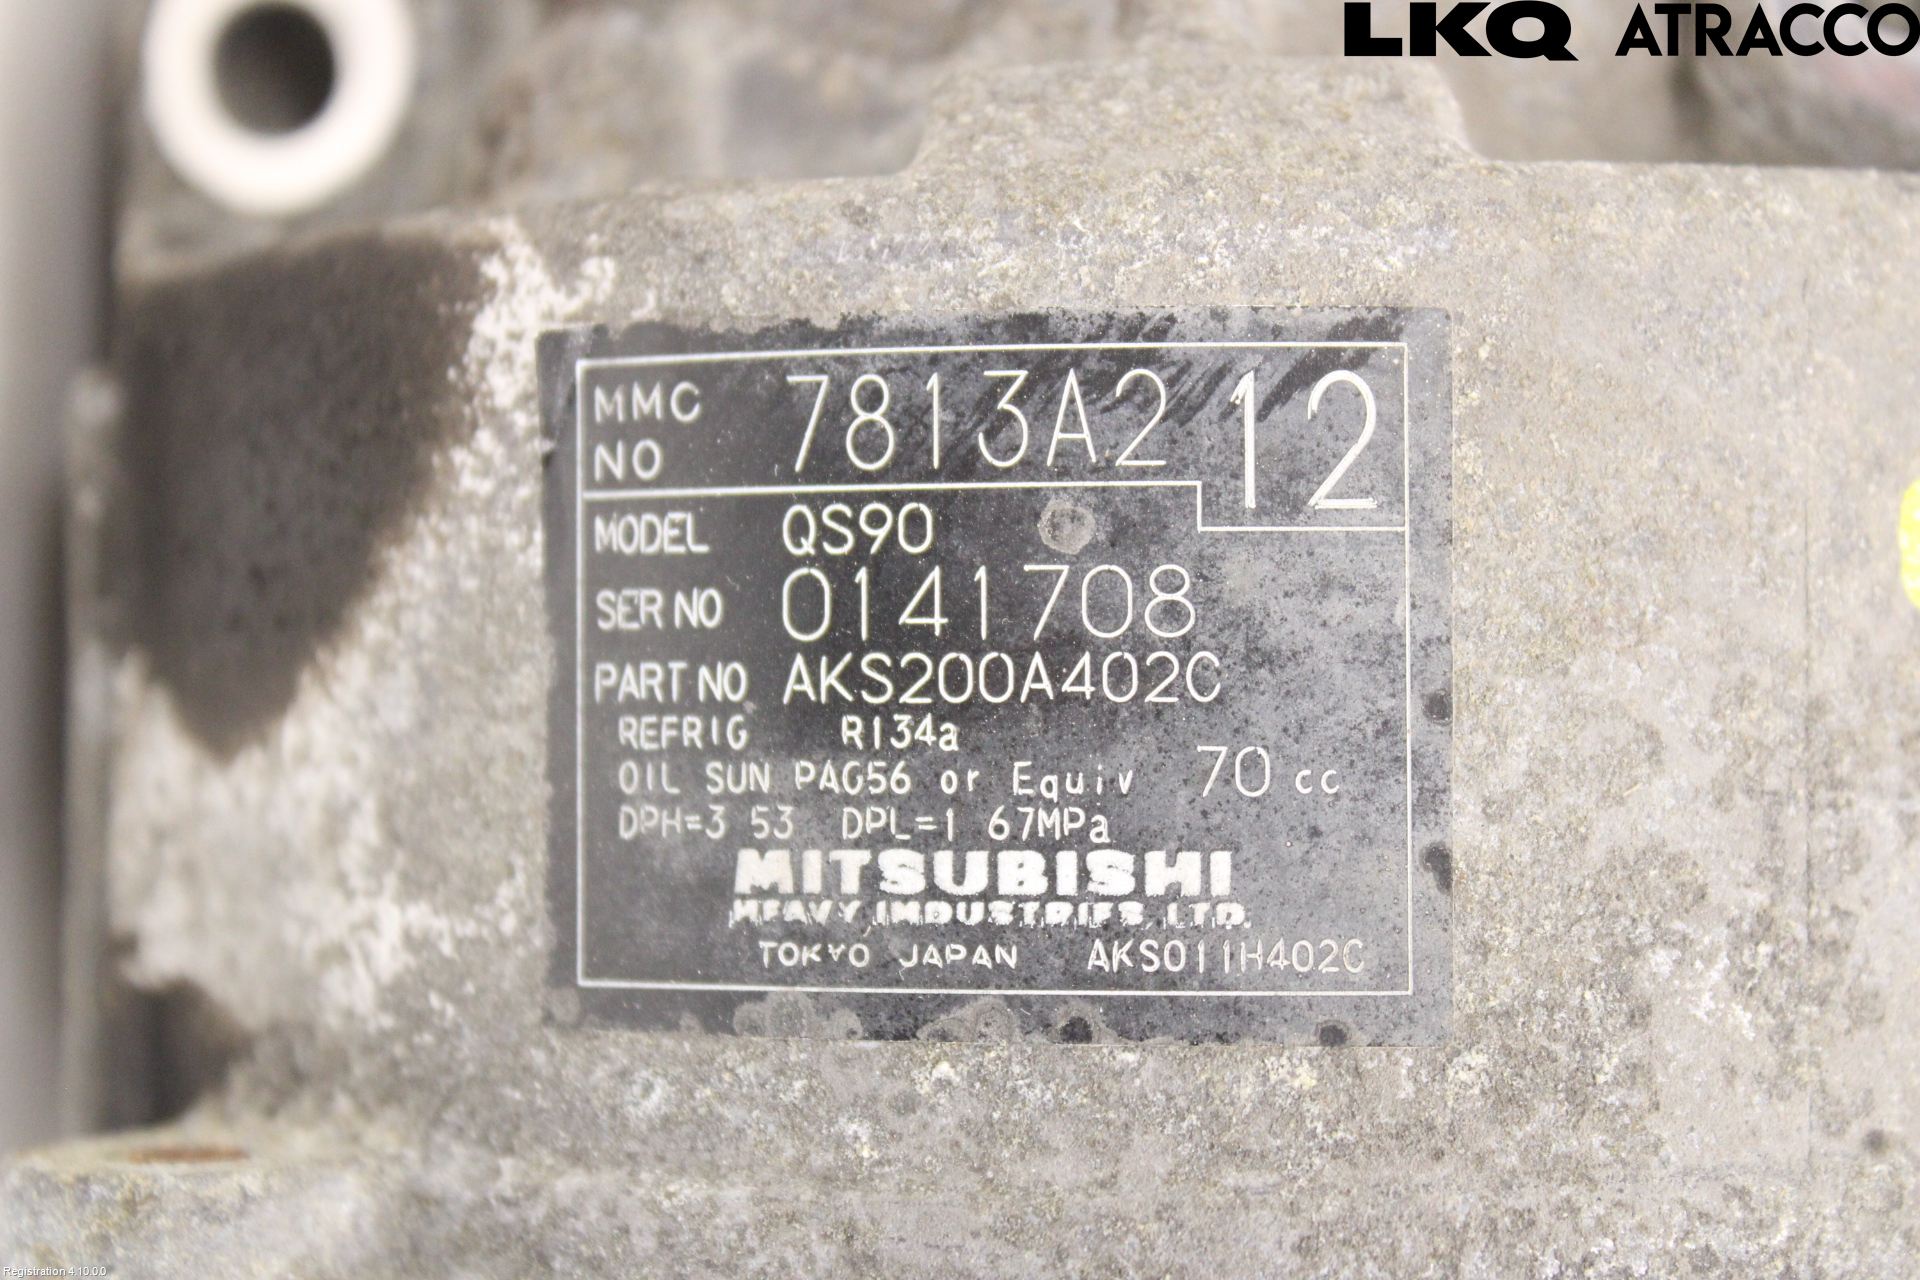 LKQ ATRACCO
MMC NO 7813A212
MODEL QS90
SER NO 0141708
PART NO AKS200A402C
REFRIG R134a
OIL SUN PAG56 or Equiv 70 cc
DPH=3 53 DPL=1 67MPa
MITSUBISHI
HEAVY INDUSTRIES, LTD.
TOKYO JAPAN AKS011H402C
Registration 4.10.0.0